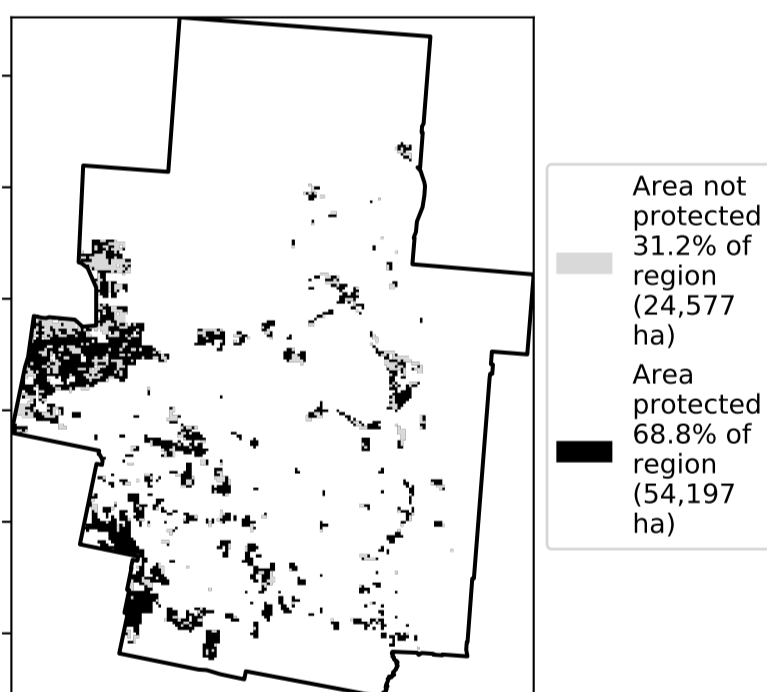 Area not
protected
31.2% of
region
(24,577
ha)
Area
protected
68.8% of
region
(54,197
ha)